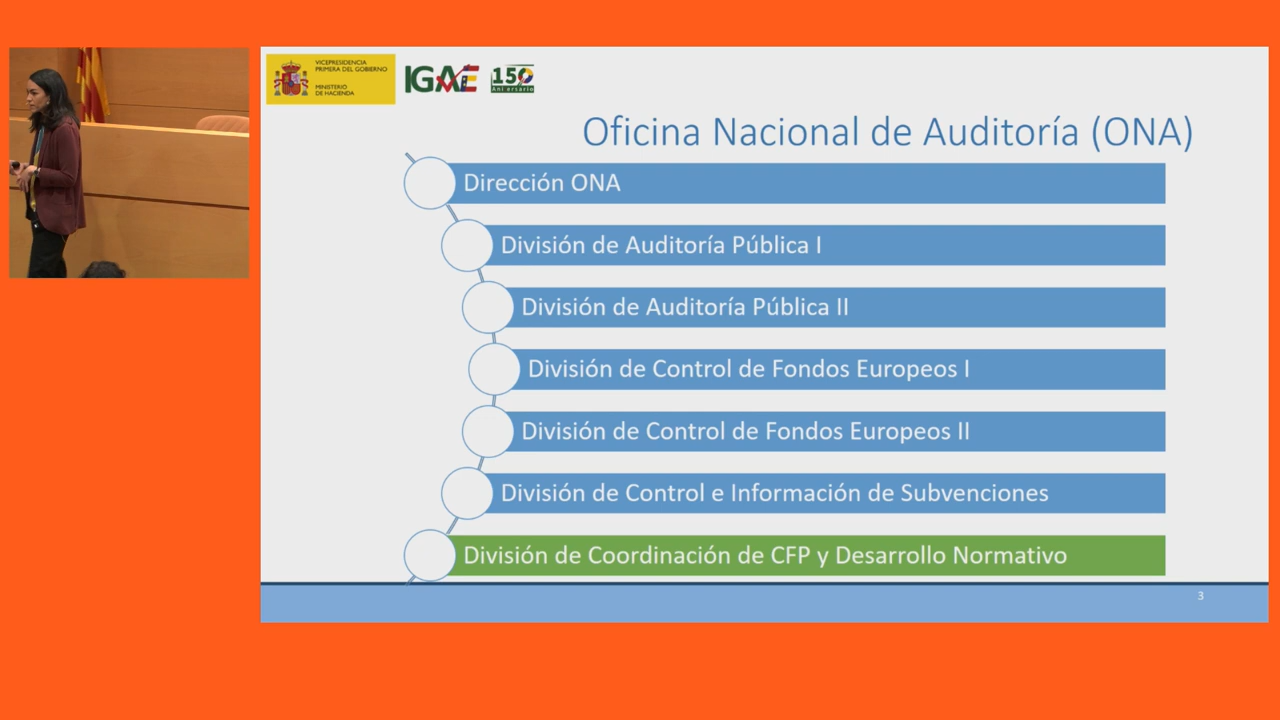 VICEPRESIDENCIA
PRIMERA DEL GOBIERNO
MINISTERIO
DE HACIENDA
IGAE
150
Aniversario
Oficina Nacional de Auditoría (ONA)
Dirección ONA
División de Auditoría Pública I
División de Auditoría Pública II
División de Control de Fondos Europeos I
División de Control de Fondos Europeos II
División de Control e Información de Subvenciones
División de Coordinación de CFP y Desarrollo Normativo
3